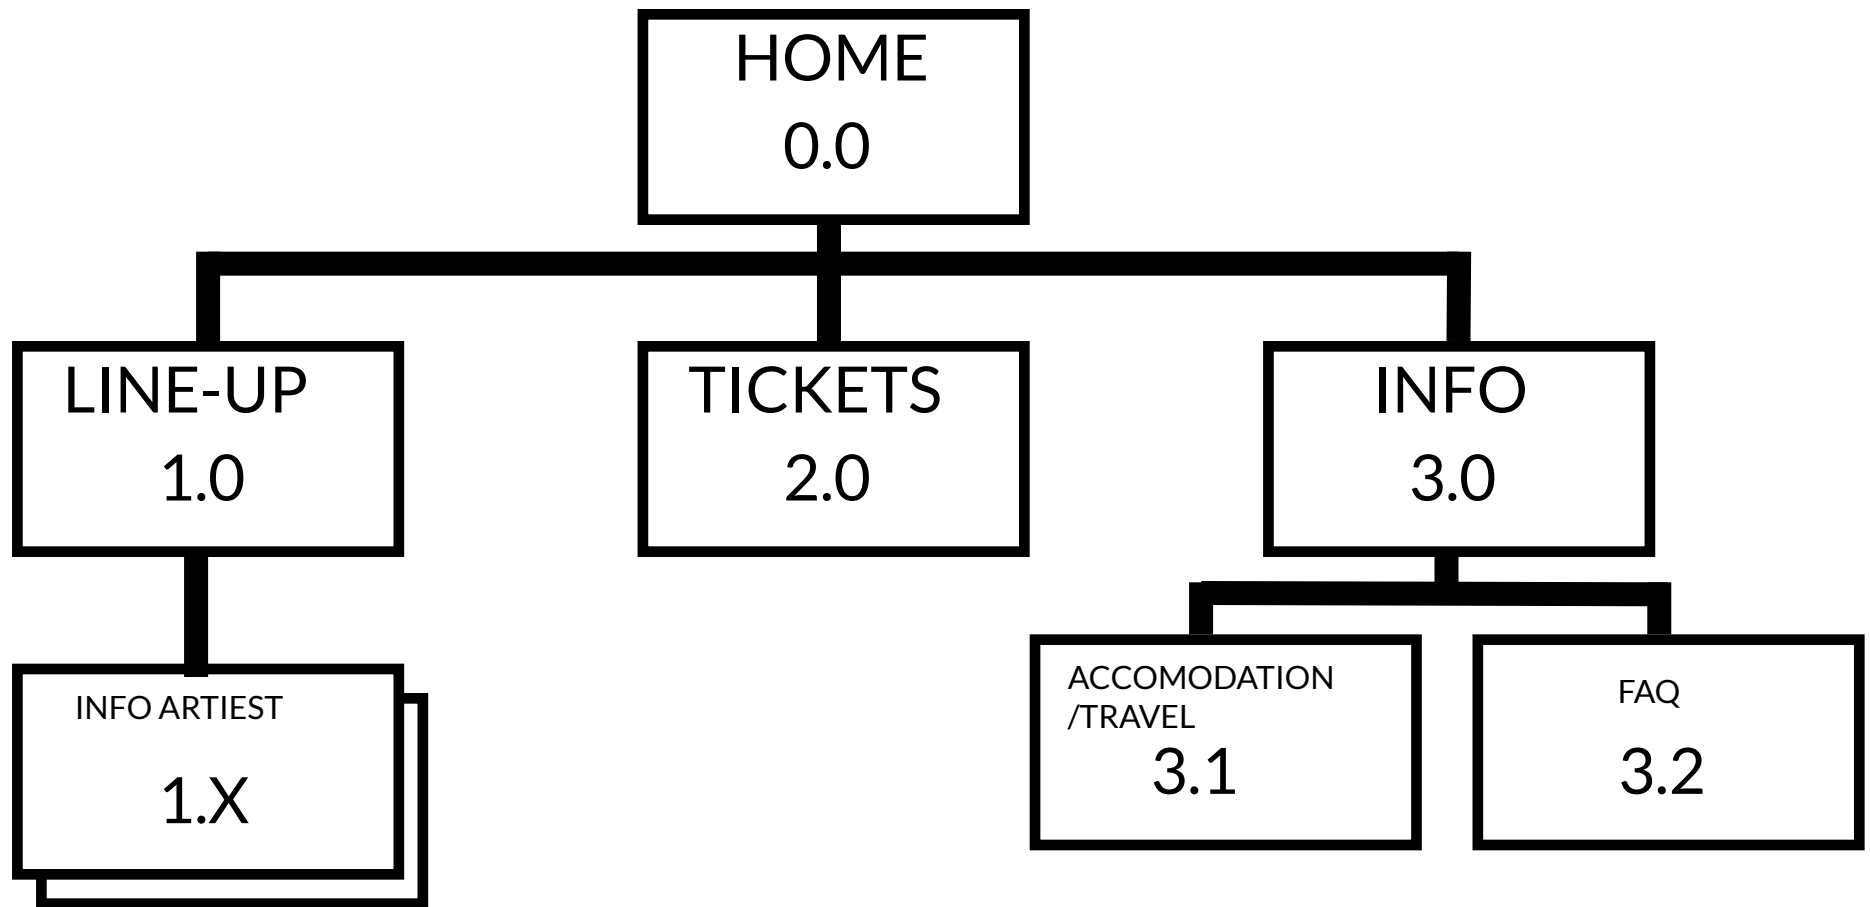 HOME
0.0
LINE-UP
1.0
TICKETS
2.0
INFO
3.0
INFO ARTIEST
1.X
ACCOMODATION
/TRAVEL
3.1
FAQ
3.2